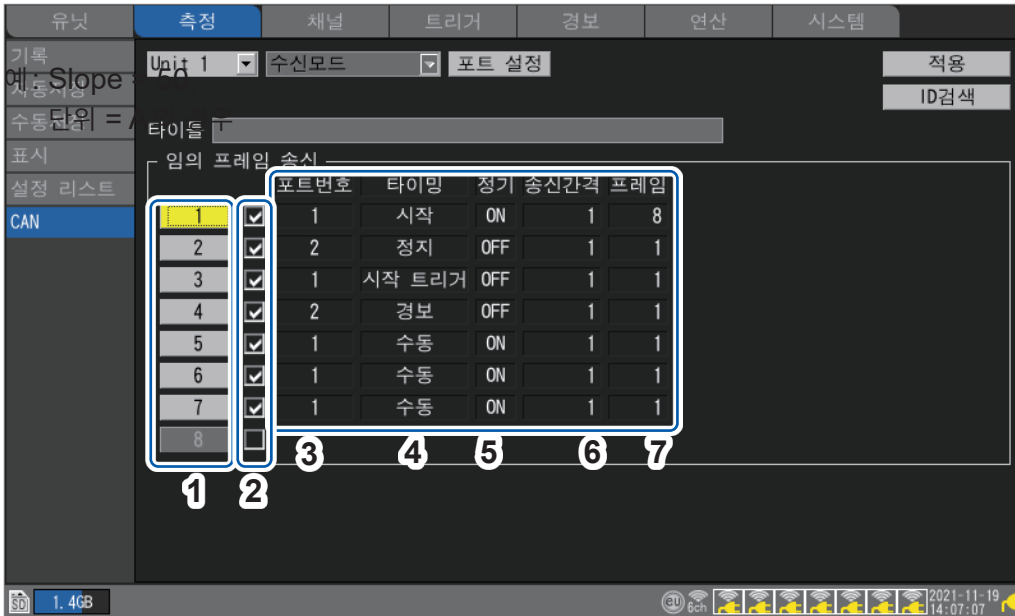 유닛 측정 채널 트리거 경보 연산 시스템
기록
Unit 1 수신모드 포트 설정 적용
예: Slope = 50
ID검색
수동저장
단위 =
타이틀
표시
임의 프레임 송신
설정 리스트
포트번호 타이밍 정기 송신간격 프레임
CAN
1 1 시작 ON 1 8
2 2 정지 OFF 1 1
3 1 시작 트리거 OFF 1 1
4 2 경보 OFF 1 1
5 1 수동 ON 1 1
6 1 수동 ON 1 1
7 1 수동 ON 1 1
8
3 4 5 6 7
1 2
SD 1.4GB eu 6ch 2021-11-19
14:07:07